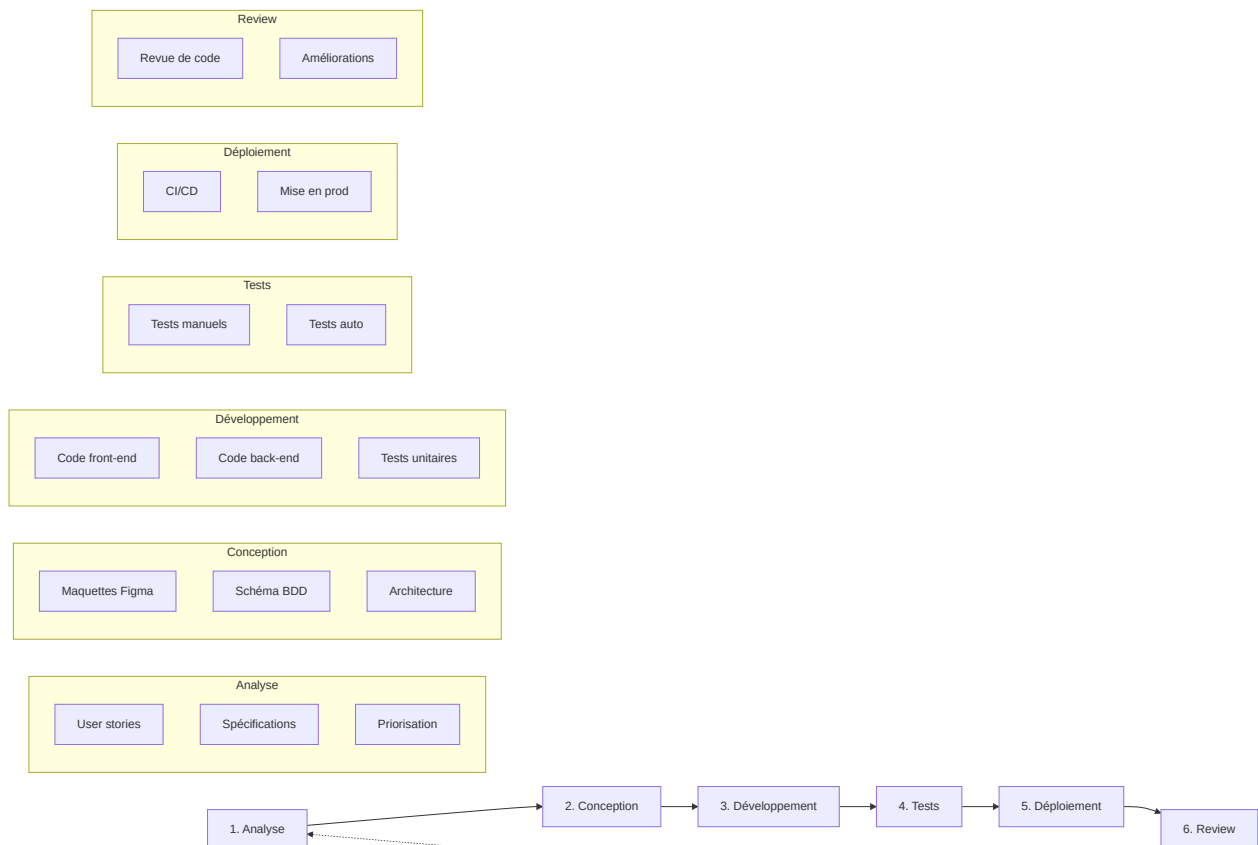 Review
Revue de code
Améliorations
Déploiement
CI/CD
Mise en prod
Tests
Tests manuels
Tests auto
Développement
Code front-end
Code back-end
Tests unitaires
Conception
Maquettes Figma
Schéma BDD
Architecture
Analyse
User stories
Spécifications
Priorisation
1. Analyse
2. Conception
3. Développement
4. Tests
5. Déploiement
6. Review